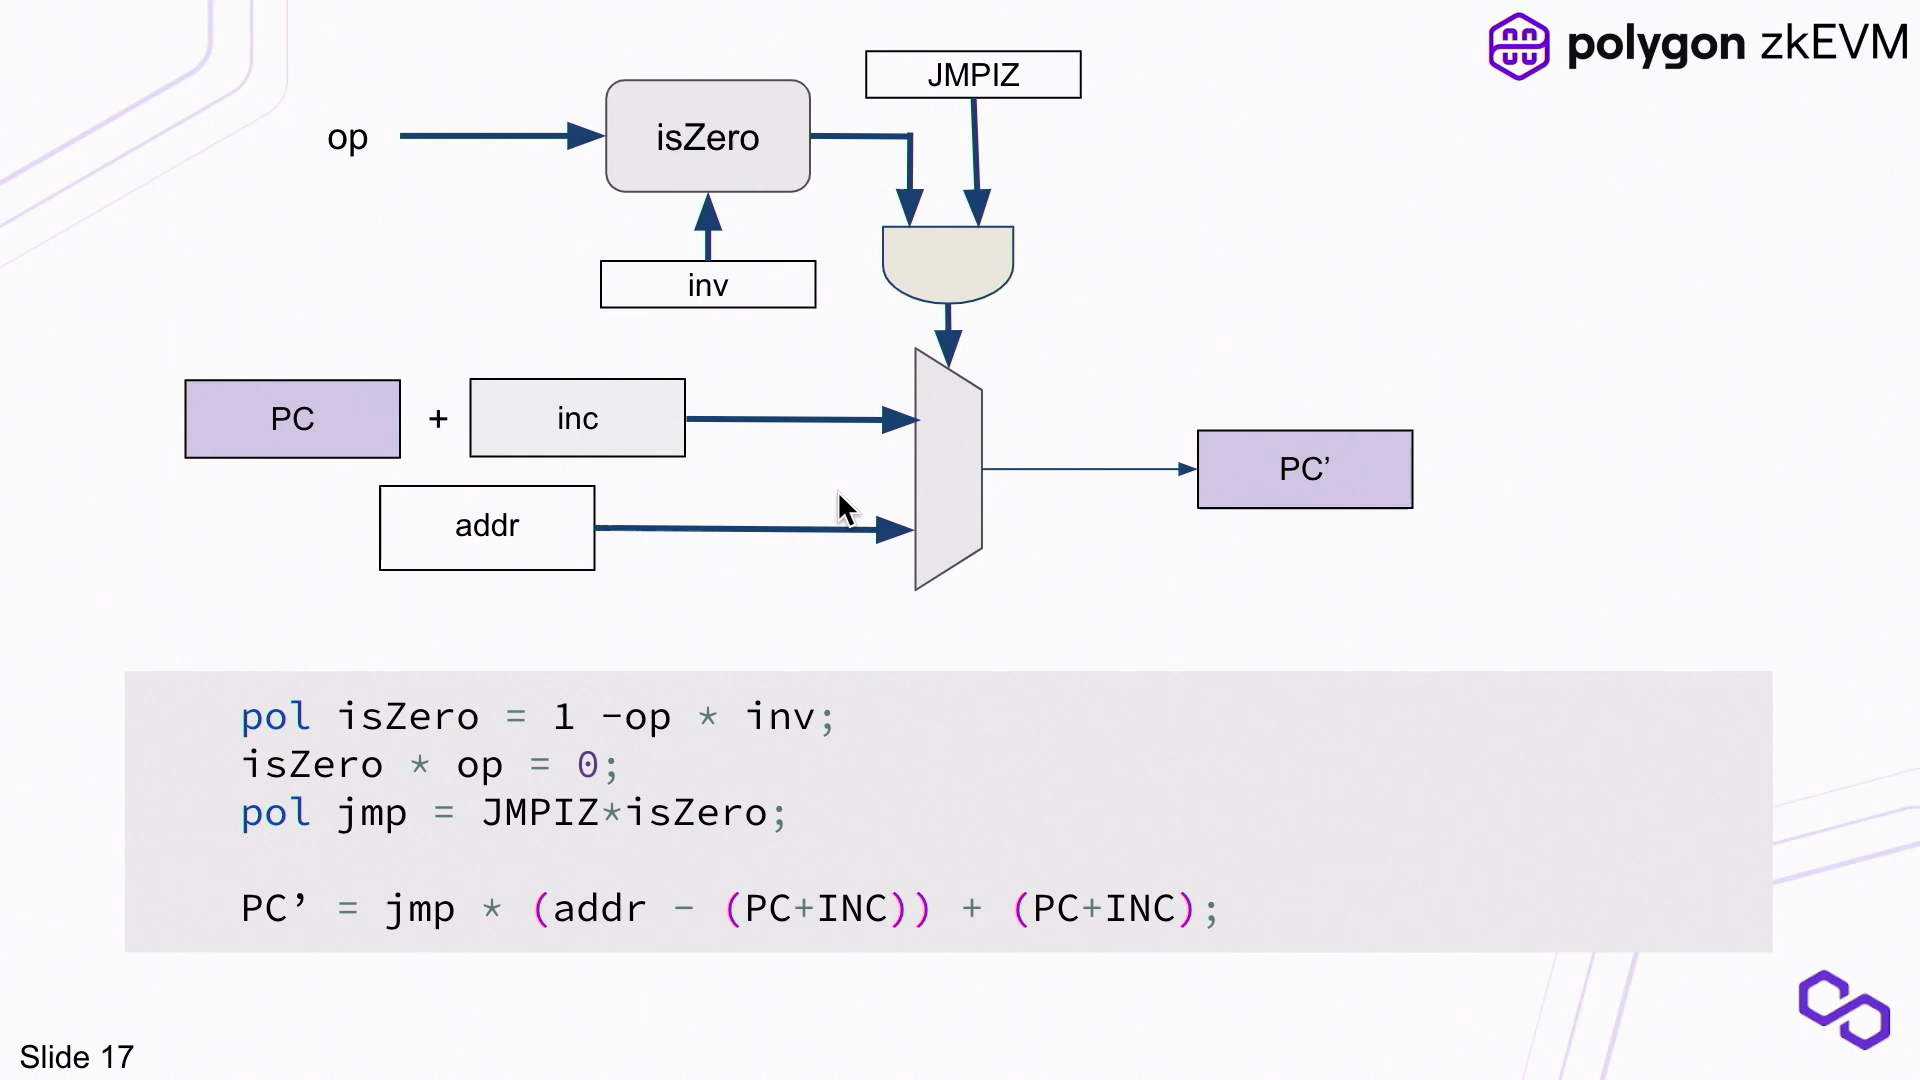 polygon zkEVM
JMPIZ
op
isZero
inv
PC + inc
PC’
addr
pol isZero = 1 -op * inv;
isZero * op = 0;
pol jmp = JMPIZ*isZero;
PC’ = jmp * (addr - (PC+INC)) + (PC+INC);
Slide 17